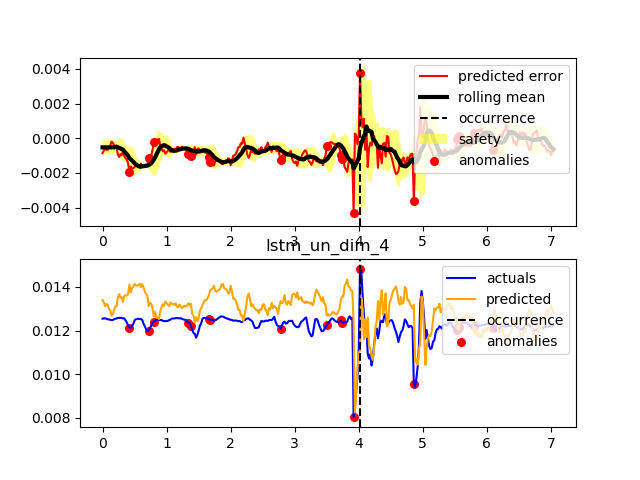 0.004
0.002
0.000
−0.002
−0.004
predicted error
rolling mean
occurrence
safety
anomalies
0 1 2 3 4 5 6 7
lstm_un_dim_4
0.014
0.012
0.010
0.008
actuals
predicted
occurrence
anomalies
0 1 2 3 4 5 6 7